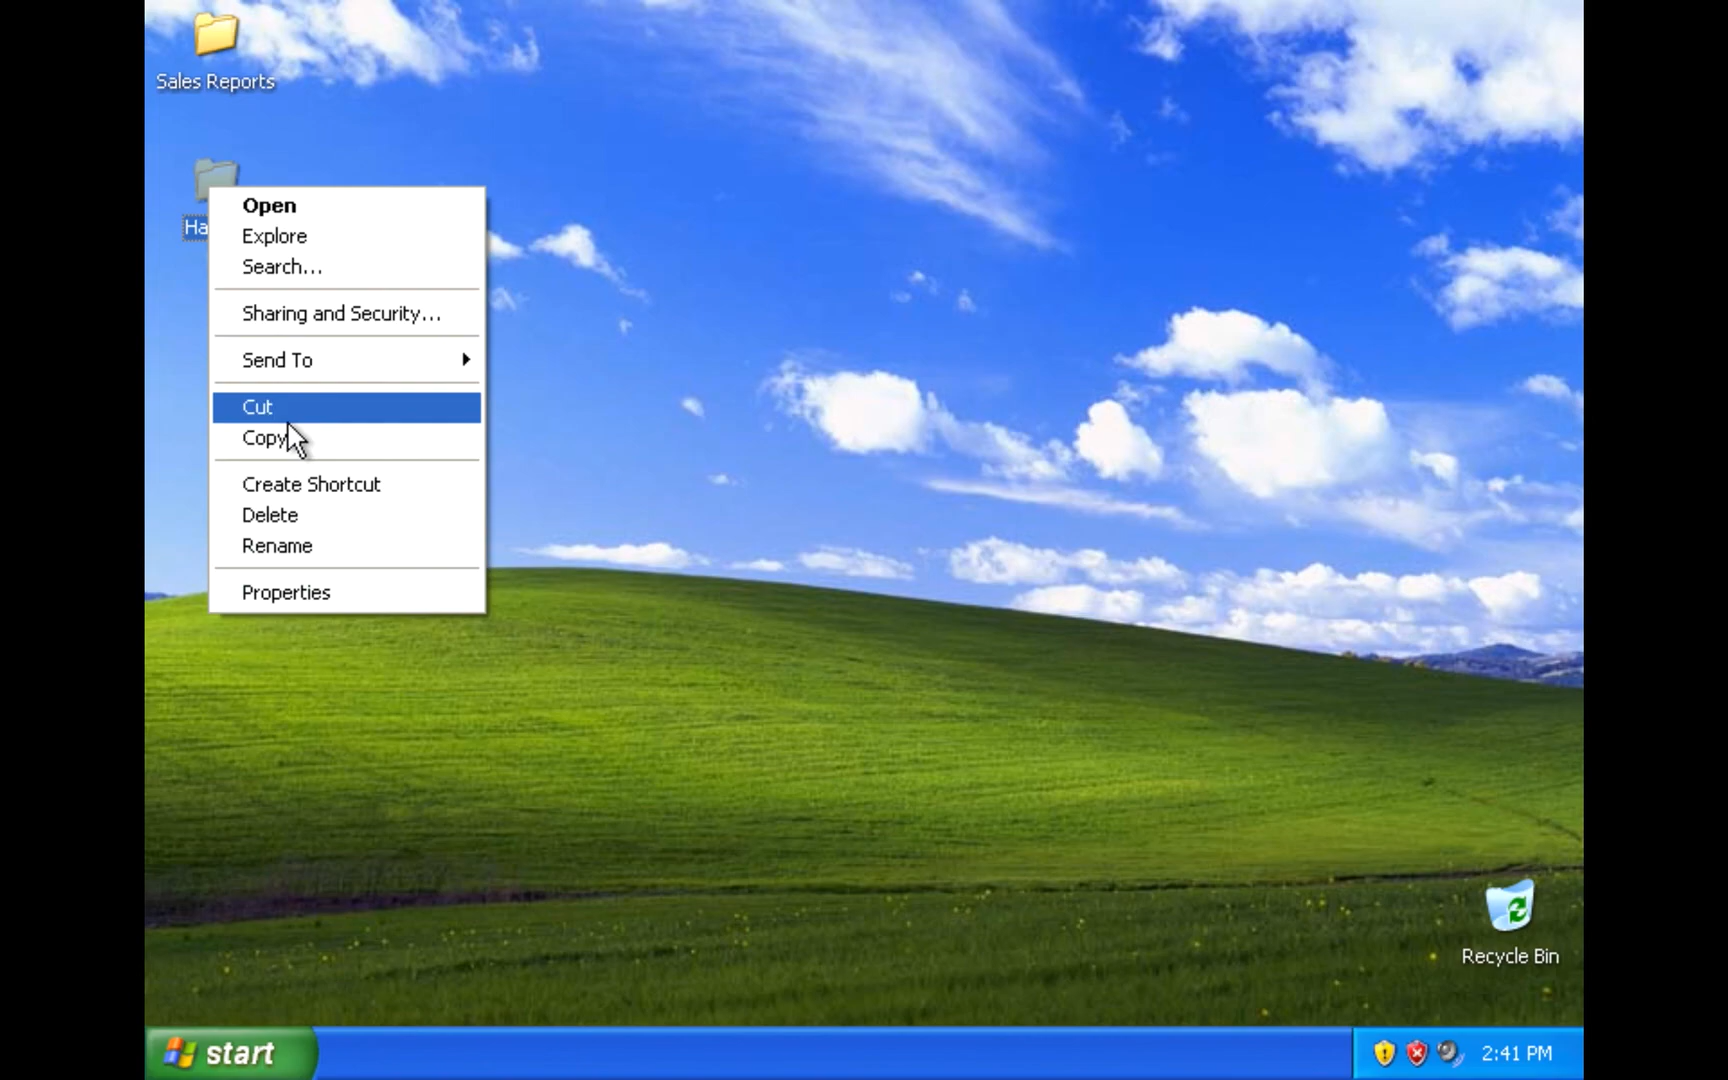 Sales Reports
Open
Explore
Search...
Sharing and Security...
Send To
Cut
Copy
Create Shortcut
Delete
Rename
Properties
Recycle Bin
start
2:41 PM